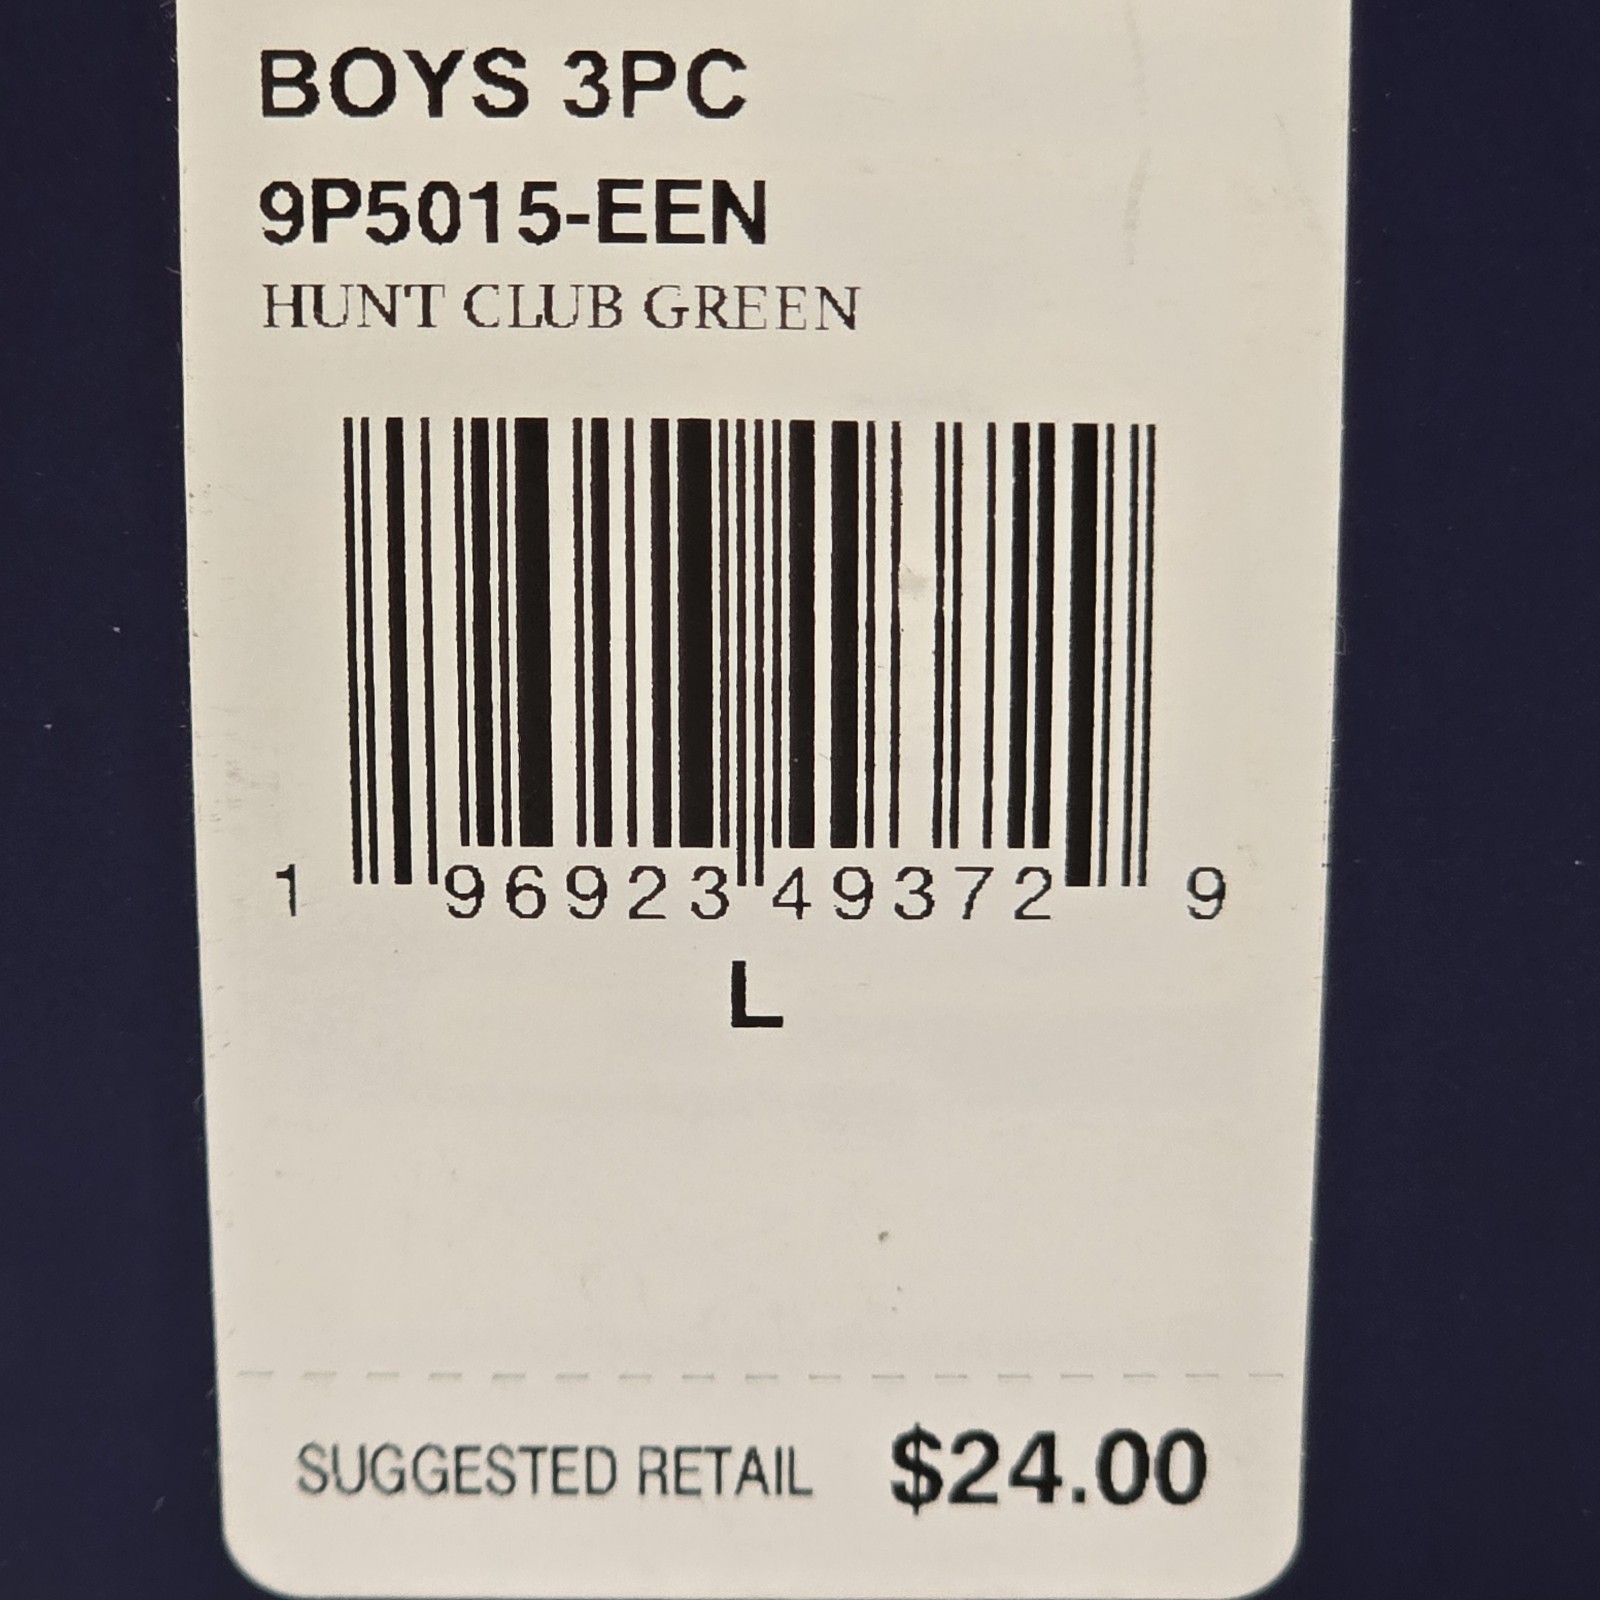 BOYS 3PC
9P5015-EEN
HUNT CLUB GREEN
1 96923 49372 9
L
SUGGESTED RETAIL $24.00